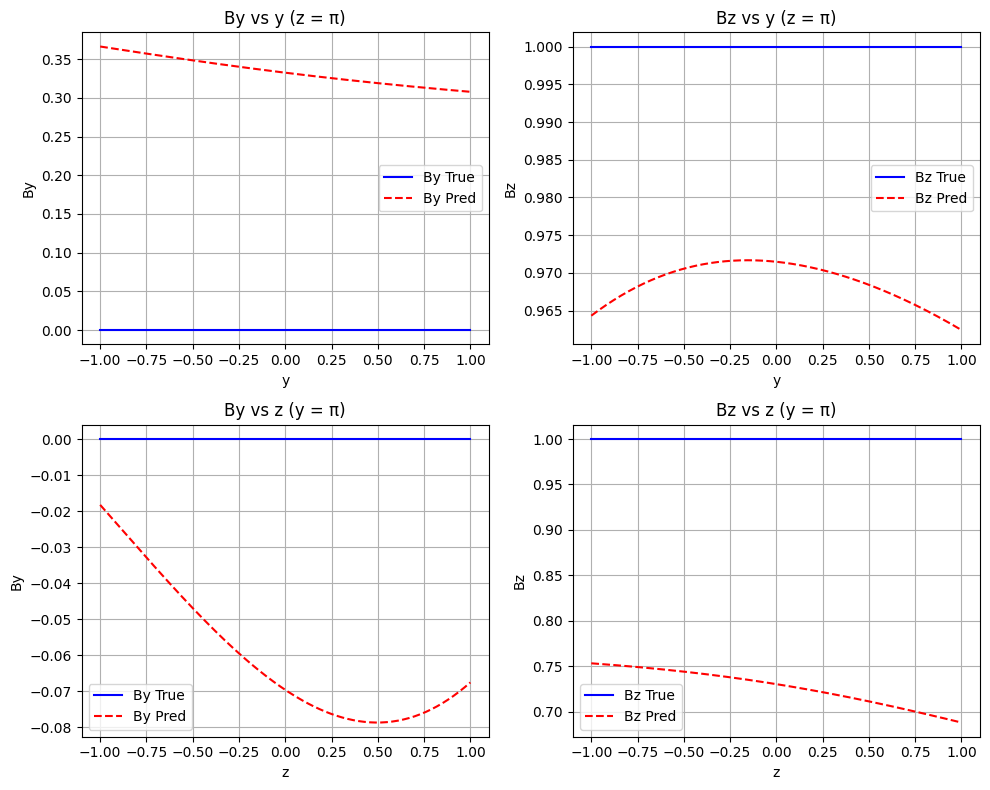 By vs y (z = π)
By
0.35
0.30
0.25
0.20
0.15
0.10
0.05
0.00
By True
By Pred
−1.00 −0.75 −0.50 −0.25 0.00 0.25 0.50 0.75 1.00
y
Bz vs y (z = π)
Bz
1.000
0.995
0.990
0.985
0.980
0.975
0.970
0.965
Bz True
Bz Pred
−1.00 −0.75 −0.50 −0.25 0.00 0.25 0.50 0.75 1.00
y
By vs z (y = π)
By
0.00
−0.01
−0.02
−0.03
−0.04
−0.05
−0.06
−0.07
−0.08
By True
By Pred
−1.00 −0.75 −0.50 −0.25 0.00 0.25 0.50 0.75 1.00
z
Bz vs z (y = π)
Bz
1.00
0.95
0.90
0.85
0.80
0.75
0.70
Bz True
Bz Pred
−1.00 −0.75 −0.50 −0.25 0.00 0.25 0.50 0.75 1.00
z